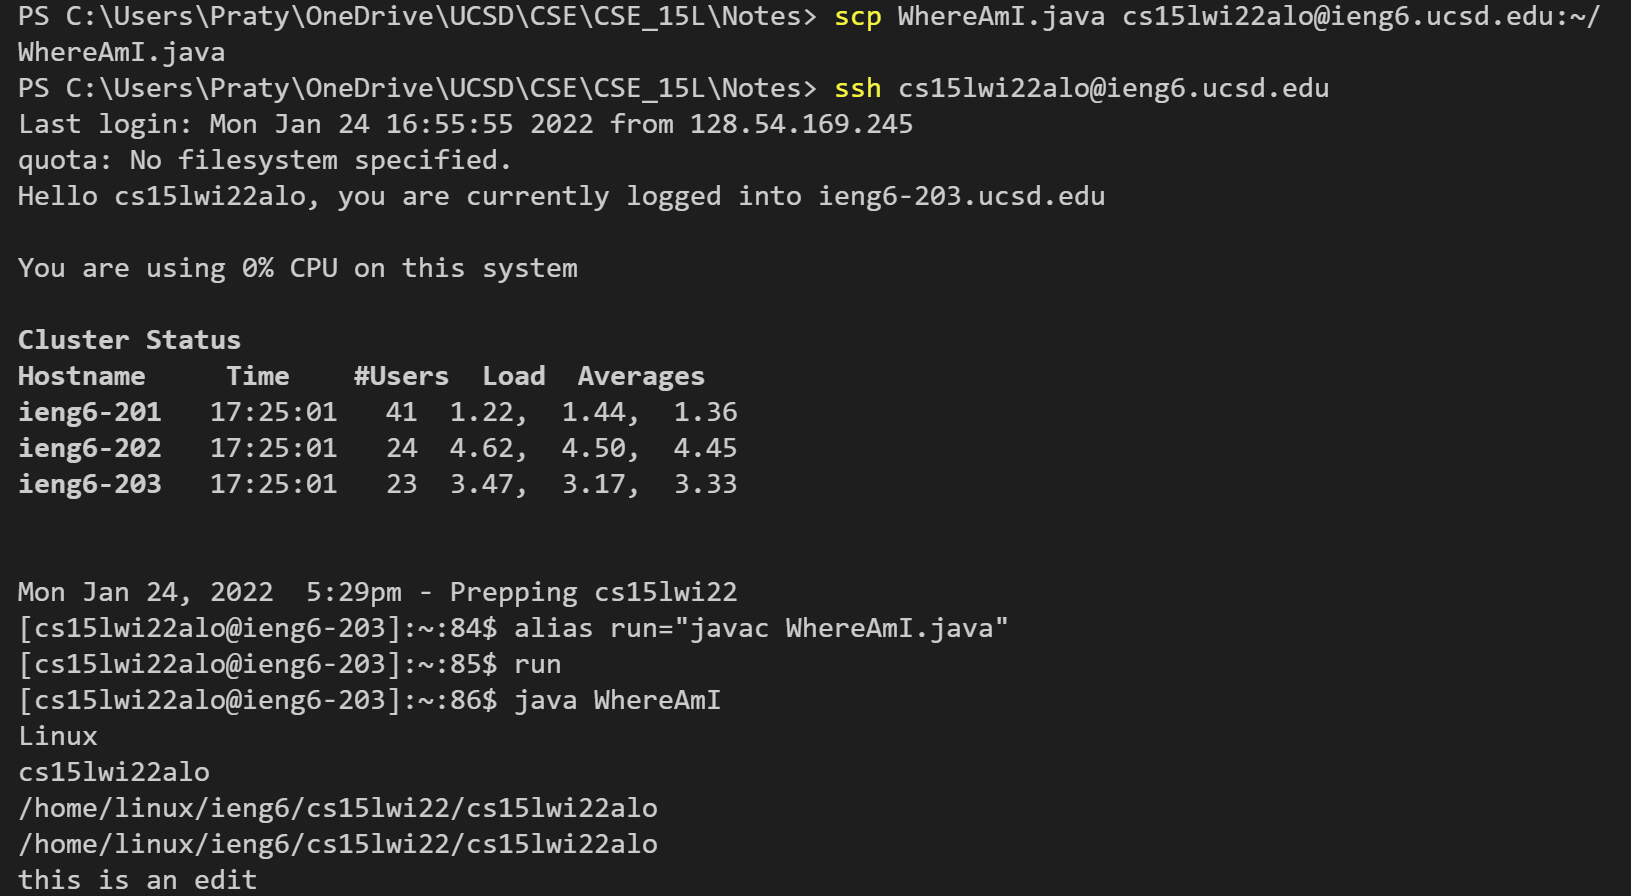 PS C:\Users\Praty\OneDrive\UCSD\CSE\CSE_15L\Notes> scp WhereAmI.java cs15lwi22alo@ieng6.ucsd.edu:~/
WhereAmI.java
PS C:\Users\Praty\OneDrive\UCSD\CSE\CSE_15L\Notes> ssh cs15lwi22alo@ieng6.ucsd.edu
Last login: Mon Jan 24 16:55:55 2022 from 128.54.169.245
quota: No filesystem specified.
Hello cs15lwi22alo, you are currently logged into ieng6-203.ucsd.edu
You are using 0% CPU on this system
Cluster Status
Hostname     Time    #Users  Load  Averages
ieng6-201   17:25:01   41  1.22,  1.44,  1.36
ieng6-202   17:25:01   24  4.62,  4.50,  4.45
ieng6-203   17:25:01   23  3.47,  3.17,  3.33
Mon Jan 24, 2022  5:29pm - Prepping cs15lwi22
[cs15lwi22alo@ieng6-203]:~:84$ alias run="javac WhereAmI.java"
[cs15lwi22alo@ieng6-203]:~:85$ run
[cs15lwi22alo@ieng6-203]:~:86$ java WhereAmI
Linux
cs15lwi22alo
/home/linux/ieng6/cs15lwi22/cs15lwi22alo
/home/linux/ieng6/cs15lwi22/cs15lwi22alo
this is an edit